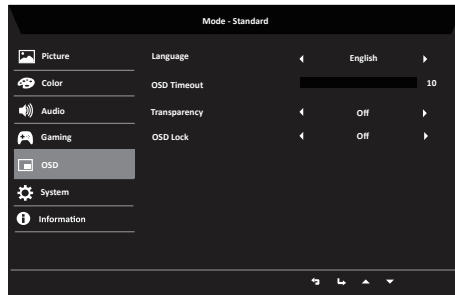 Mode - Standard
Picture
Color
Audio
Gaming
OSD
System
Information
Language English
OSD Timeout 10
Transparency Off
OSD Lock Off